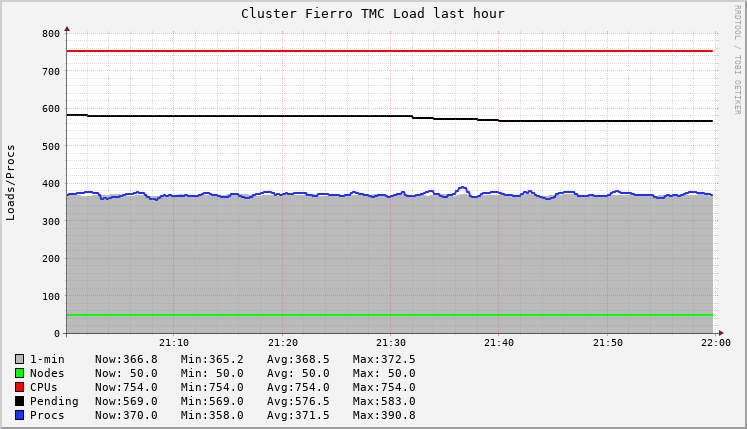 Cluster Fierro TMC Load last hour
RRDTOOL / TOBI OETIKER
Loads/Procs
800
700
600
500
400
300
200
100
0
21:10 21:20 21:30 21:40 21:50 22:00
1-min Now:366.8 Min:365.2 Avg:368.5 Max:372.5
Nodes Now: 50.0 Min: 50.0 Avg: 50.0 Max: 50.0
CPUs Now:754.0 Min:754.0 Avg:754.0 Max:754.0
Pending Now:569.0 Min:569.0 Avg:576.5 Max:583.0
Procs Now:370.0 Min:358.0 Avg:371.5 Max:390.8